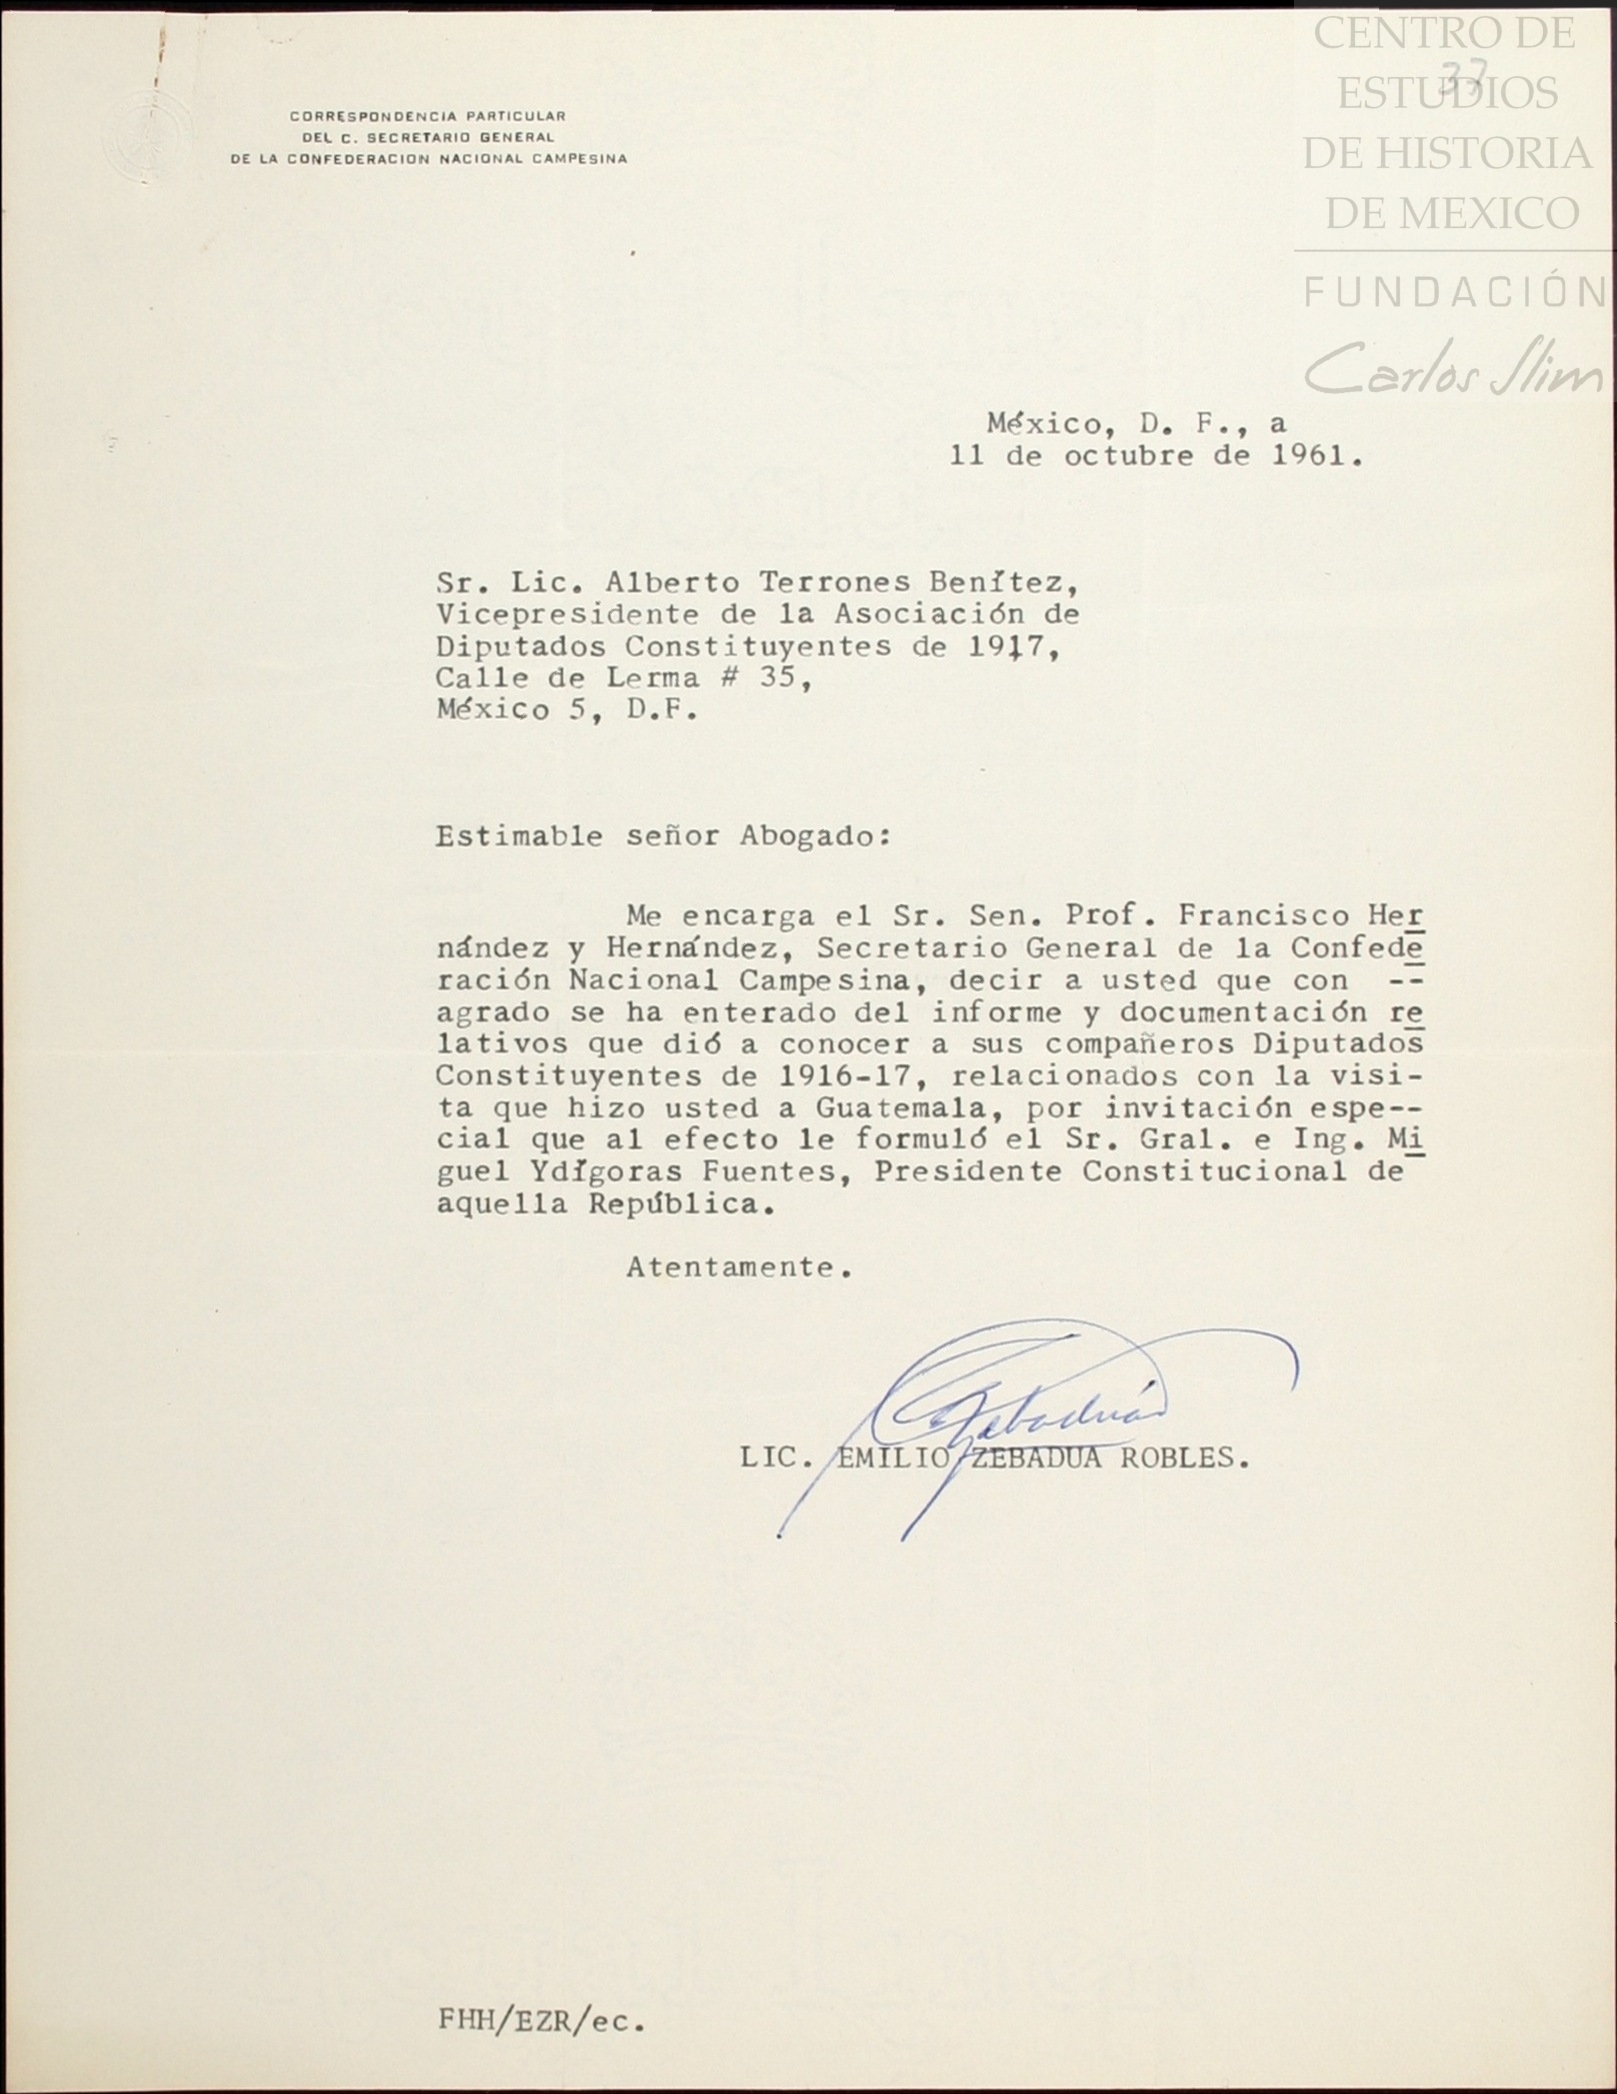 CENTRO DE
ESTUDIOS
DE HISTORIA
DE MEXICO
FUNDACIÓN
Carlos Slim
37
CORRESPONDENCIA PARTICULAR
DEL C. SECRETARIO GENERAL
DE LA CONFEDERACION NACIONAL CAMPESINA
México, D. F., a
11 de octubre de 1961.
Sr. Lic. Alberto Terrones Benítez,
Vicepresidente de la Asociación de
Diputados Constituyentes de 1917,
Calle de Lerma # 35,
México 5, D.F.
Estimable señor Abogado:
Me encarga el Sr. Sen. Prof. Francisco Her
nández y Hernández, Secretario General de la Confede
ración Nacional Campesina, decir a usted que con --
agrado se ha enterado del informe y documentación re
lativos que dió a conocer a sus compañeros Diputados
Constituyentes de 1916-17, relacionados con la visi-
ta que hizo usted a Guatemala, por invitación espe--
cial que al efecto le formuló el Sr. Gral. e Ing. Mi
guel Ydígoras Fuentes, Presidente Constitucional de
aquella República.
Atentamente.
Zebadúa
LIC. EMILIO ZEBADUA ROBLES.
FHH/EZR/ec.